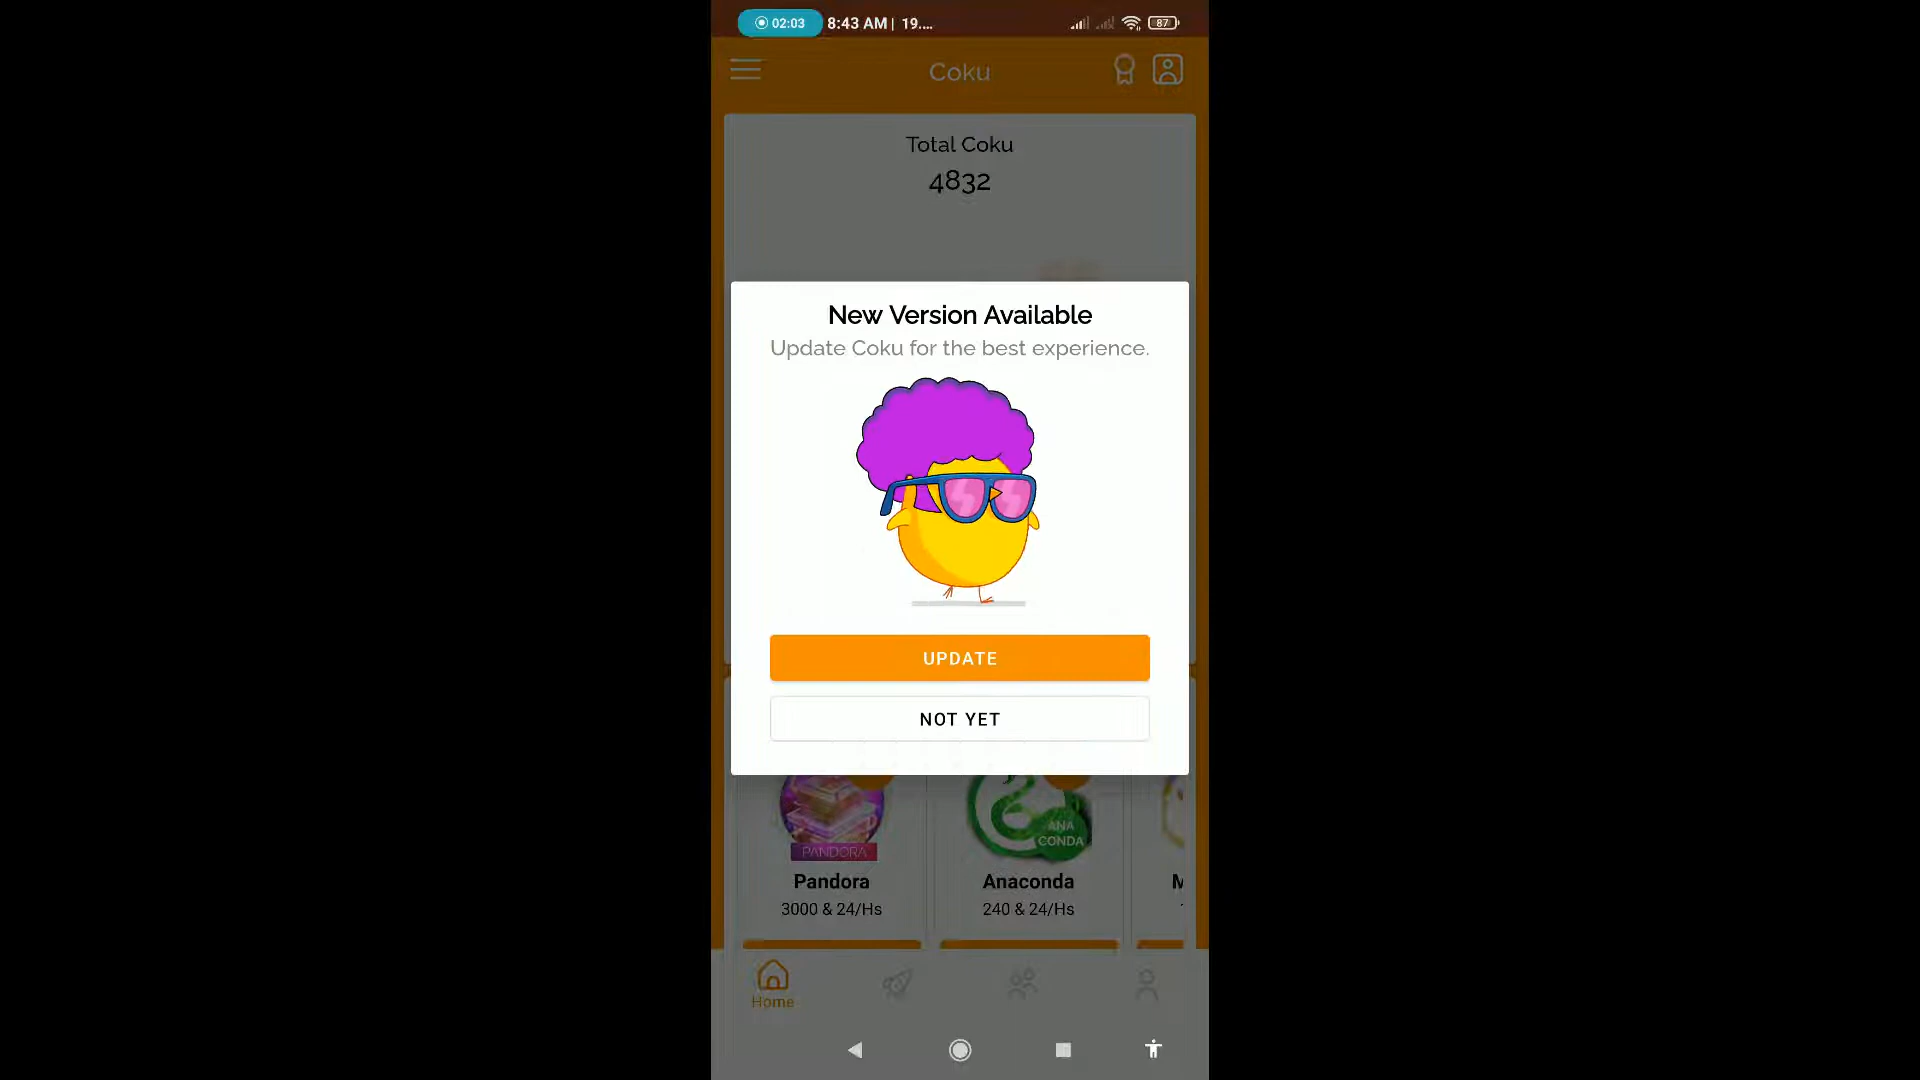 02:03 8:43 AM | 19.... 87
Coku
Total Coku
4832
New Version Available
Update Coku for the best experience.
UPDATE
NOT YET
PANDORA
ANA
CONDA
Pandora
Anaconda
M
3000 & 24/Hs
240 & 24/Hs
Home